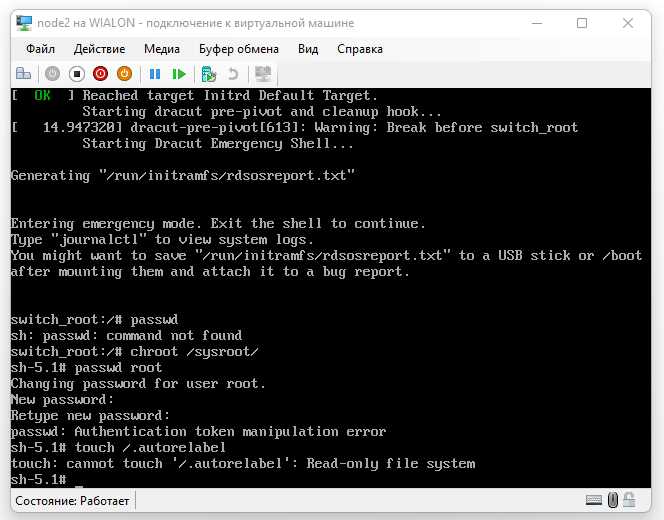 node2 на WIALON - подключение к виртуальной машине
Файл Действие Медиа Буфер обмена Вид Справка
[  OK  ] Reached target Initrd Default Target.
         Starting dracut pre-pivot and cleanup hook...
[   14.947320] dracut-pre-pivot[613]: Warning: Break before switch_root
         Starting Dracut Emergency Shell...
Generating "/run/initramfs/rdsosreport.txt"
Entering emergency mode. Exit the shell to continue.
Type "journalctl" to view system logs.
You might want to save "/run/initramfs/rdsosreport.txt" to a USB stick or /boot
after mounting them and attach it to a bug report.
switch_root:/# passwd
sh: passwd: command not found
switch_root:/# chroot /sysroot/
sh-5.1# passwd root
Changing password for user root.
New password:
Retype new password:
passwd: Authentication token manipulation error
sh-5.1# touch /.autorelabel
touch: cannot touch '/.autorelabel': Read-only file system
sh-5.1# _
Состояние: Работает